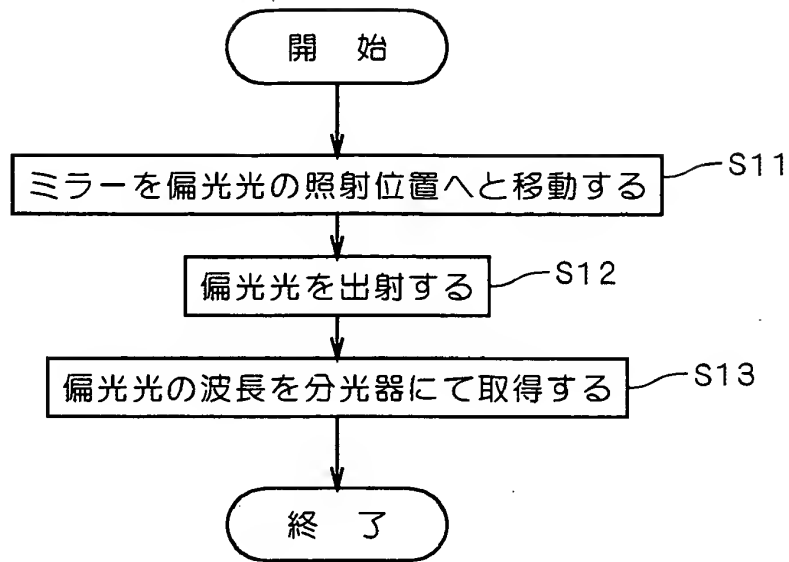 開 始
ミラーを偏光光の照射位置へと移動する
S11
偏光光を出射する
S12
偏光光の波長を分光器にて取得する
S13
終 了